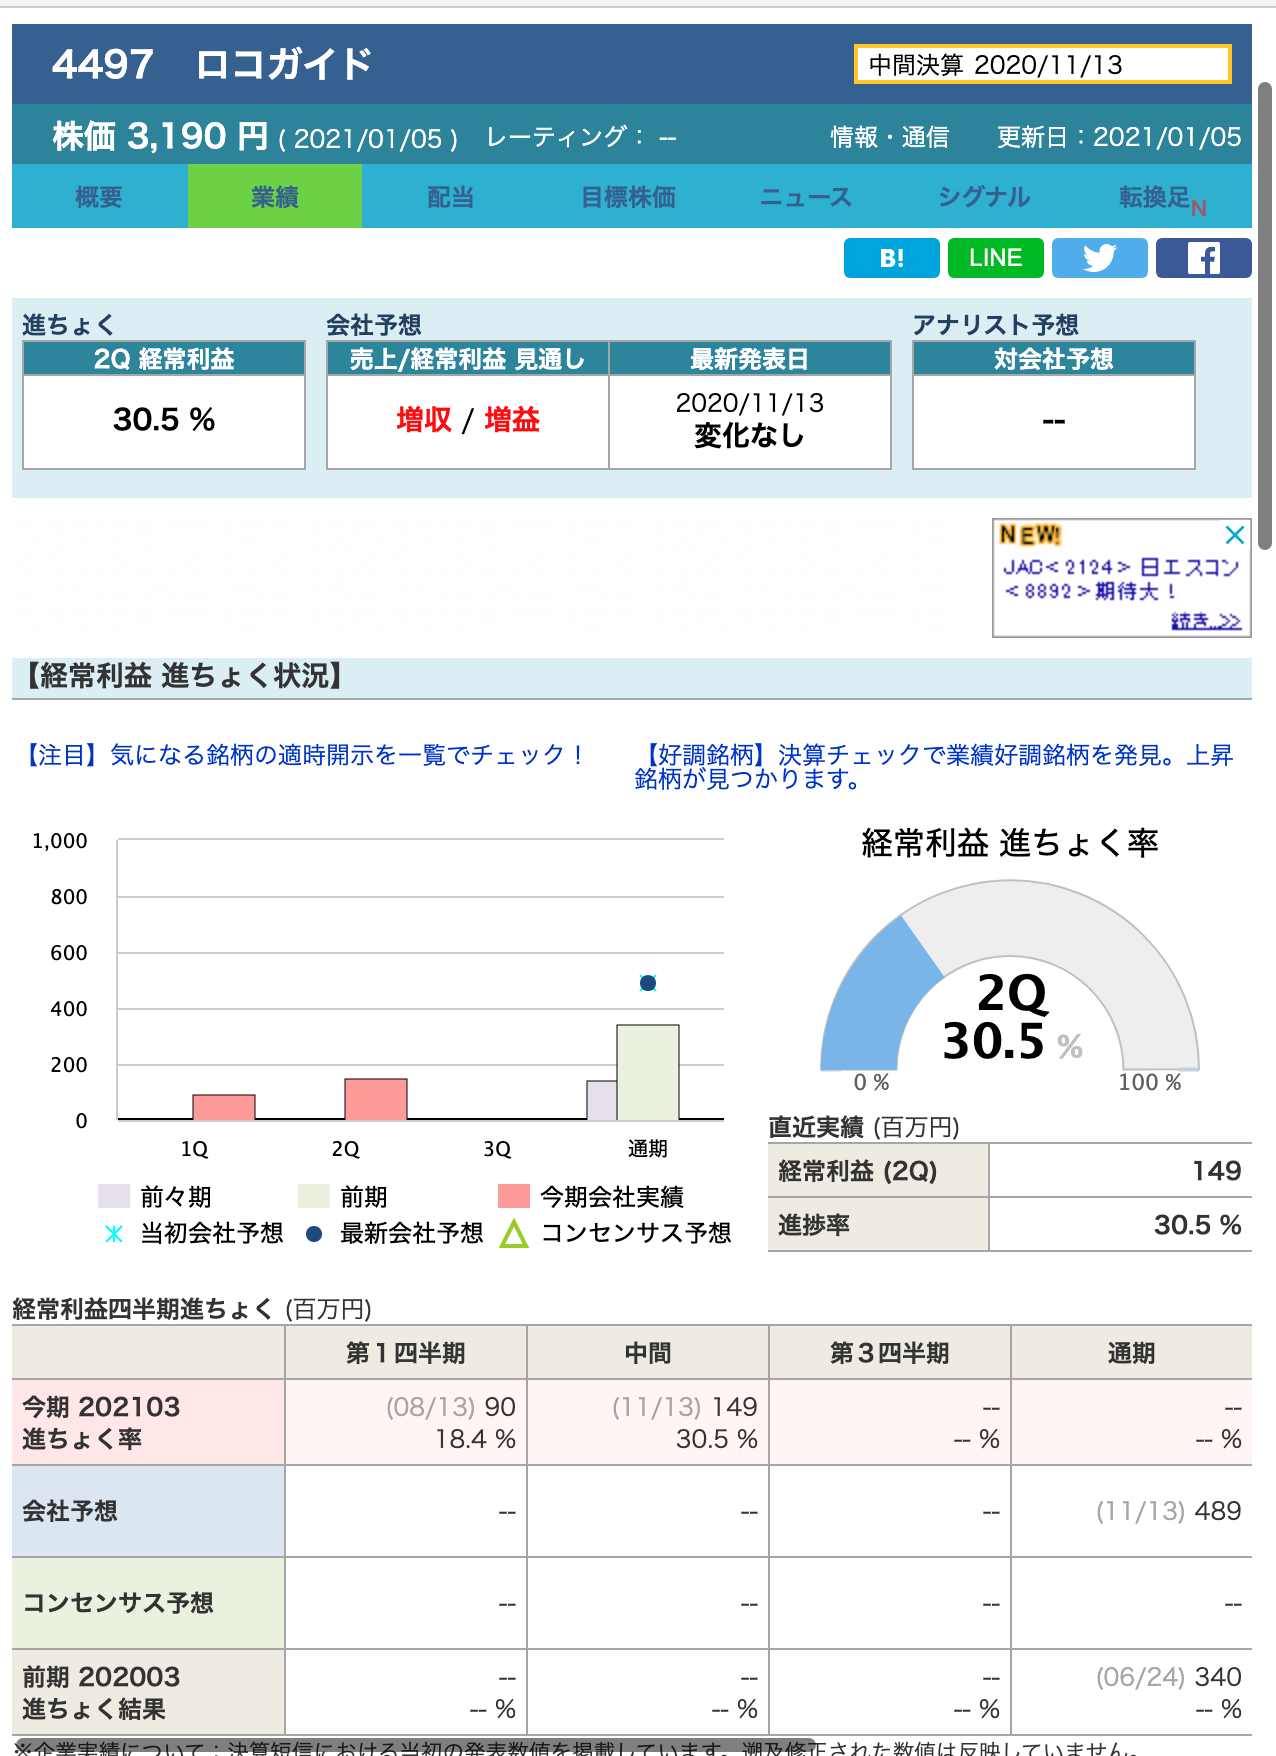 4497　ロコガイド
中間決算 2020/11/13
株価 3,190 円 ( 2021/01/05 )　レーティング： --　情報・通信　更新日：2021/01/05
概要　業績　配当　目標株価　ニュース　シグナル　転換足N
B!　LINE
進ちょく　会社予想　アナリスト予想
2Q 経常利益　売上/経常利益 見通し　最新発表日　対会社予想
30.5 %　増収 / 増益　2020/11/13　--
変化なし
NEW!
JAC<2124> 日エスコン
<8892>期待大！
続き..>>
【経常利益 進ちょく状況】
【注目】気になる銘柄の適時開示を一覧でチェック！
【好調銘柄】決算チェックで業績好調銘柄を発見。上昇
銘柄が見つかります。
1,000
800
600
400
200
0
1Q　2Q　3Q　通期
前々期　前期　今期会社実績
当初会社予想　最新会社予想　コンセンサス予想
経常利益 進ちょく率
2Q
30.5 %
0 %　100 %
直近実績 (百万円)
経常利益 (2Q)　149
進捗率　30.5 %
経常利益四半期進ちょく (百万円)
第１四半期　中間　第３四半期　通期
今期 202103　(08/13) 90　(11/13) 149　--　--
進ちょく率　18.4 %　30.5 %　-- %　-- %
会社予想　--　--　--　(11/13) 489
コンセンサス予想　--　--　--　--
前期 202003　--　--　--　(06/24) 340
進ちょく結果　-- %　-- %　-- %　-- %
※企業実績について：決算短信における当初の発表数値を掲載しています。遡及修正された数値は反映していません。